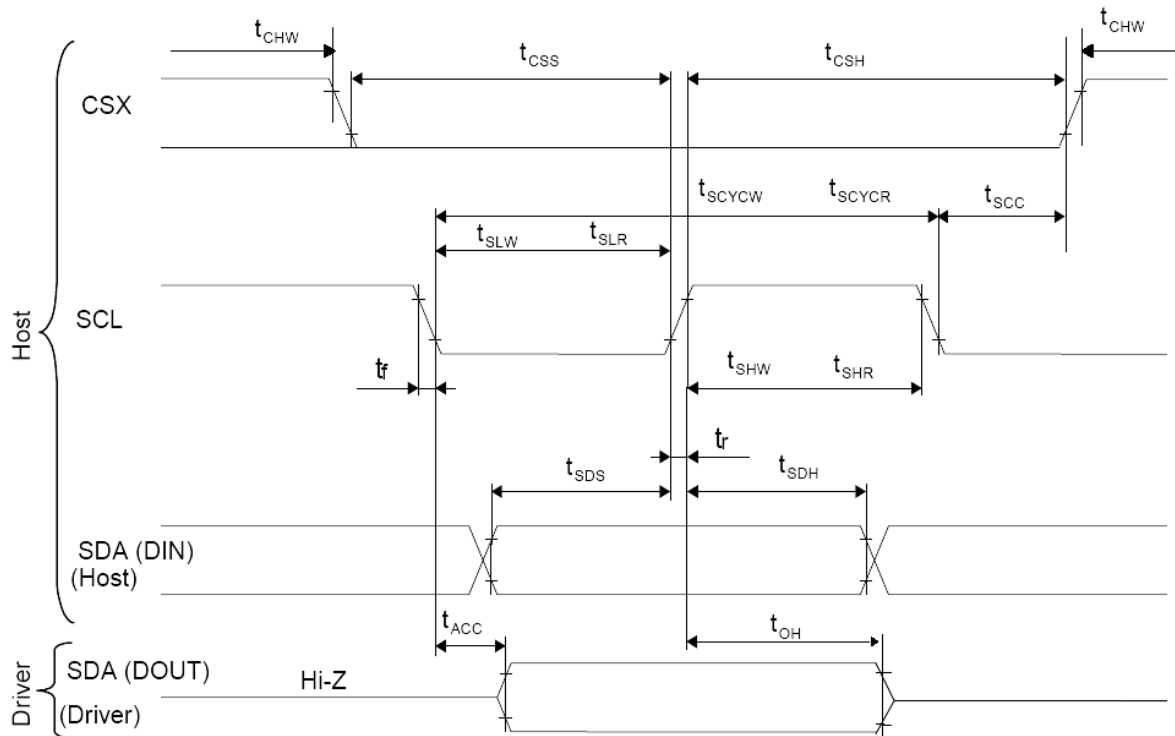 tCHW
tCHW
tCSS
tCSH
CSX
tSCYCW
tSCYCR
tSCC
tSLW
tSLR
Host
SCL
tf
tSHW
tSHR
tr
tSDS
tSDH
SDA (DIN)
(Host)
tACC
tOH
Driver
SDA (DOUT)
Hi-Z
(Driver)